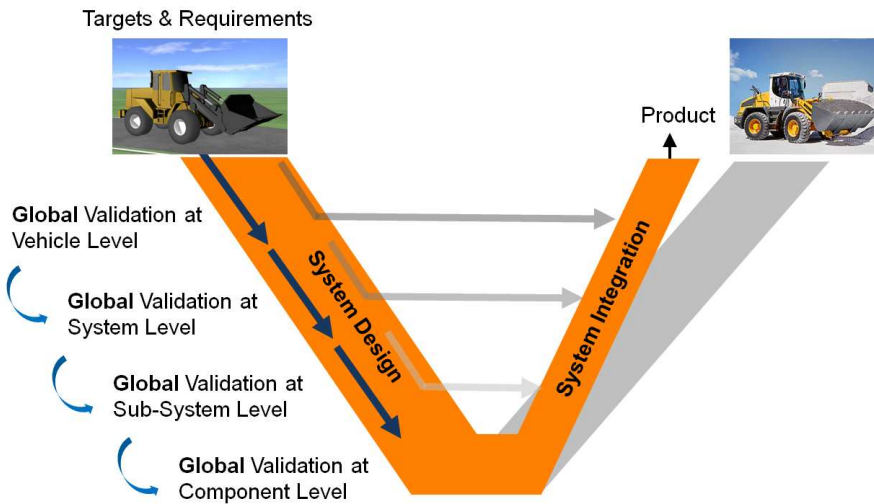 Targets & Requirements
Product
Global Validation at
Vehicle Level
Global Validation at
System Level
Global Validation at
Sub-System Level
Global Validation at
Component Level
System Design
System Integration